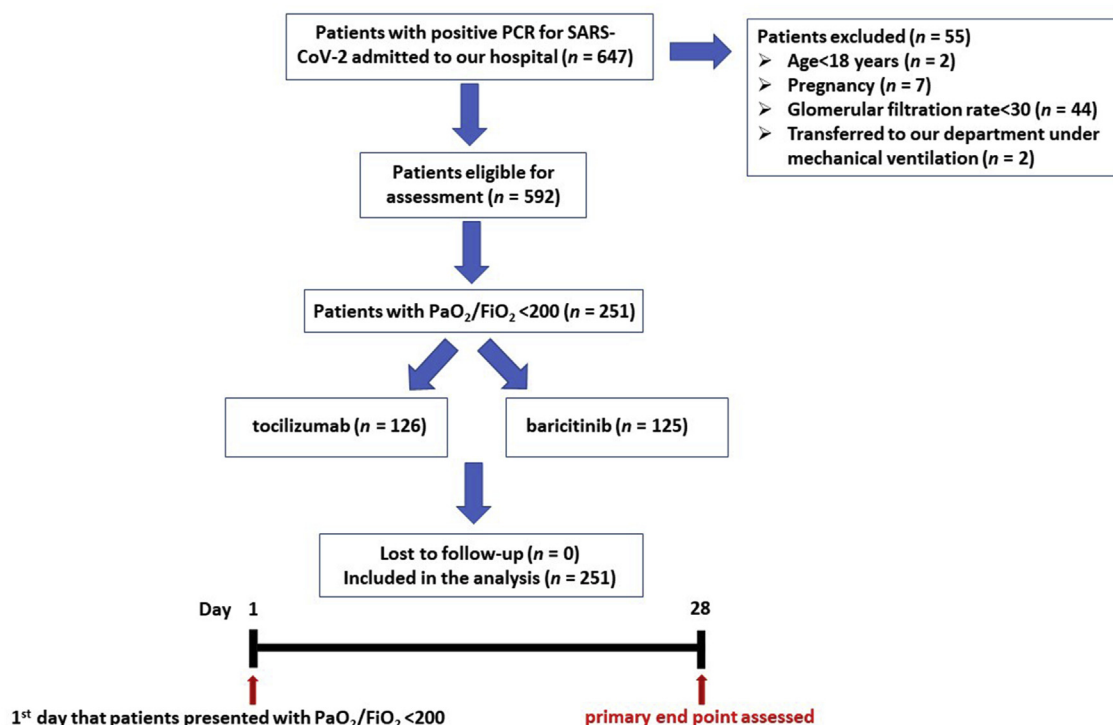 Patients with positive PCR for SARS-
CoV-2 admitted to our hospital (n = 647)
Patients excluded (n = 55)
➢ Age<18 years (n = 2)
➢ Pregnancy (n = 7)
➢ Glomerular filtration rate<30 (n = 44)
➢ Transferred to our department under
mechanical ventilation (n = 2)
Patients eligible for
assessment (n = 592)
Patients with PaO₂/FiO₂ <200 (n = 251)
tocilizumab (n = 126)
baricitinib (n = 125)
Lost to follow-up (n = 0)
Included in the analysis (n = 251)
Day 1 28
1st day that patients presented with PaO₂/FiO₂ <200
primary end point assessed